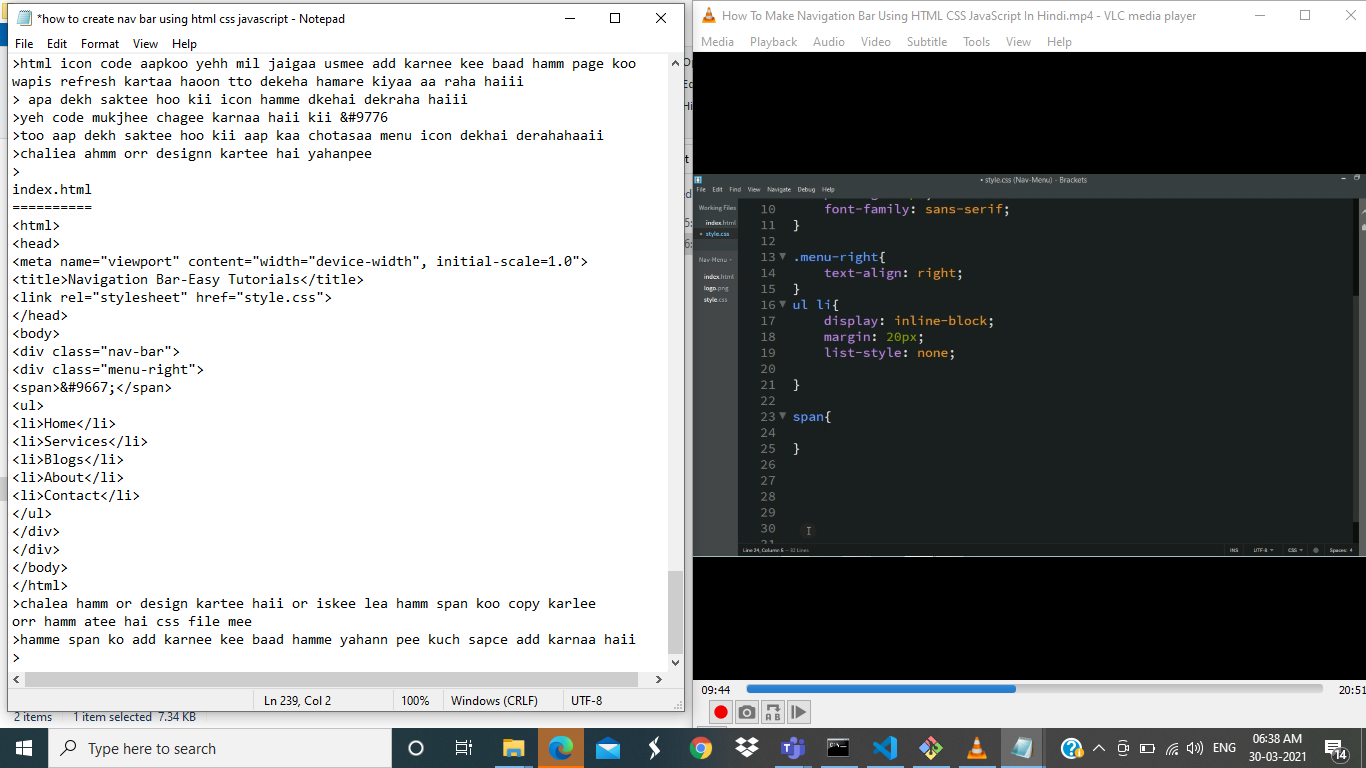 *how to create nav bar using html css javascript - Notepad
File Edit Format View Help
>html icon code aapkoo yehh mil jaigaa usmee add karnee kee baad hamm page koo
wapis refresh kartaa haoon tto dekeha hamare kiyaa aa raha haiii
> apa dekh saktee hoo kii icon hamme dkehai dekraha haiii
>yeh code mukjhee chagee karnaa haii kii &#9776
>too aap dekh saktee hoo kii aap kaa chotasaa menu icon dekhai derahahaaii
>chaliea ahmm orr designn kartee hai yahanpee
>
index.html
==========
<html>
<head>
<meta name="viewport" content="width="device-width", initial-scale=1.0">
<title>Navigation Bar-Easy Tutorials</title>
<link rel="stylesheet" href="style.css">
</head>
<body>
<div class="nav-bar">
<div class="menu-right">
<span>&#9667;</span>
<ul>
<li>Home</li>
<li>Services</li>
<li>Blogs</li>
<li>About</li>
<li>Contact</li>
</ul>
</div>
</div>
</body>
</html>
>chalea hamm or design kartee haii or iskee lea hamm span koo copy karlee
orr hamm atee hai css file mee
>hamme span ko add karnee kee baad hamme yahann pee kuch sapce add karnaa haii
>
Ln 239, Col 2 100% Windows (CRLF) UTF-8
2 items 1 item selected 7.34 KB
How To Make Navigation Bar Using HTML CSS JavaScript In Hindi.mp4 - VLC media player
Media Playback Audio Video Subtitle Tools View Help
• style.css (Nav-Menu) - Brackets
File Edit Find View Navigate Debug Help
Working Files
index.html
• style.css
Nav-Menu
index.html
logo.png
style.css
10 font-family: sans-serif;
11 }
12
13 .menu-right{
14 text-align: right;
15 }
16 ul li{
17 display: inline-block;
18 margin: 20px;
19 list-style: none;
20
21 }
22
23 span{
24
25 }
26
27
28
29
30
31
Line 24, Column 5 — 32 Lines INS UTF-8 CSS Spaces: 4
09:44 20:51
Type here to search
ENG
06:38 AM
30-03-2021
14